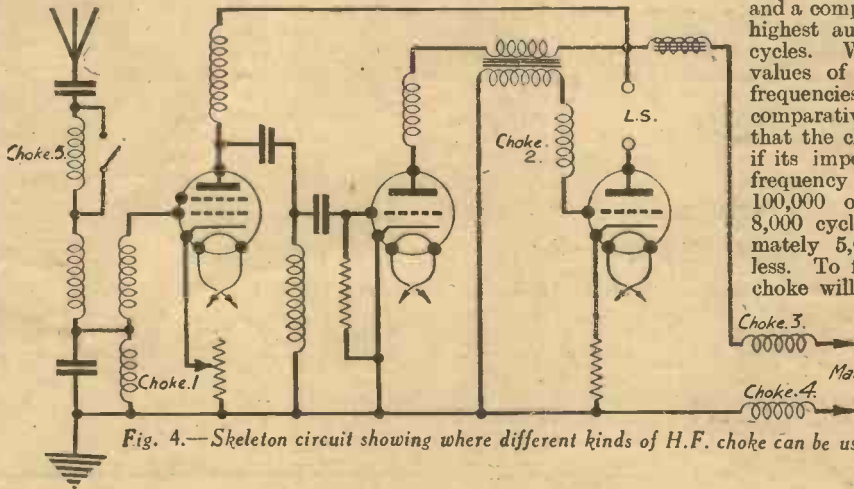 and a comp
highest au
cycles. W
values of
frequencies
comparativ
that the c
if its impe
frequency
100,000 o
8,000 cycl
mately 5,
less. To f
choke will
Choke.5.
Choke.1
Choke.
2.
L.S.
Choke.3.
Ma
Choke.4.
Fig. 4.—Skeleton circuit showing where different kinds of H.F. choke can be us